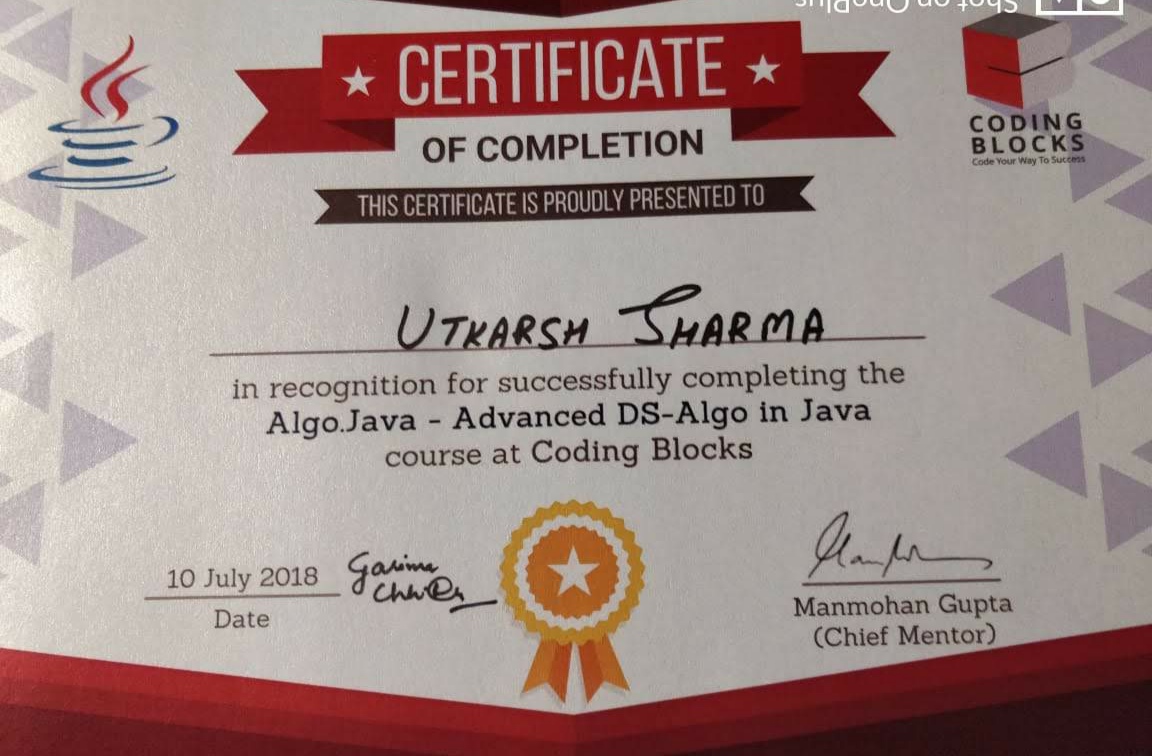 Shot on OnePlus
CERTIFICATE
OF COMPLETION
CODING
BLOCKS
Code Your Way To Success
THIS CERTIFICATE IS PROUDLY PRESENTED TO
UTKARSH SHARMA
in recognition for successfully completing the
Algo.Java - Advanced DS-Algo in Java
course at Coding Blocks
10 July 2018
Date
Garima
Manmohan Gupta
(Chief Mentor)